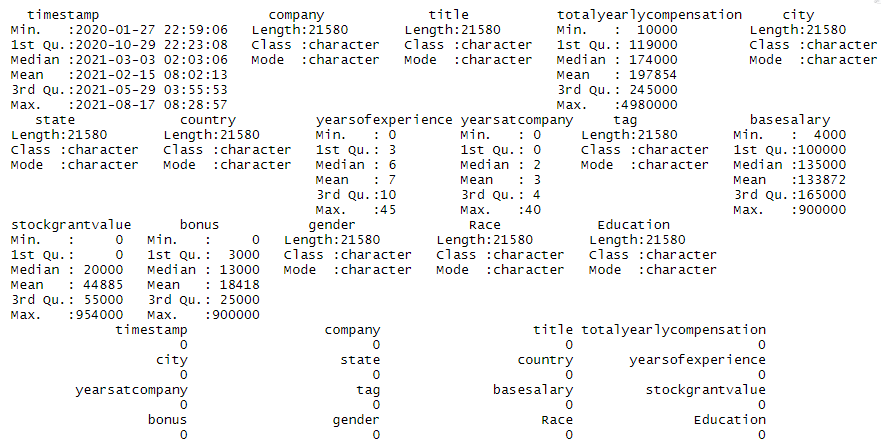 timestamp company title totalyearlycompensation city
Min. :2020-01-27 22:59:06 Length:21580 Length:21580 Min. : 10000 Length:21580
1st Qu.:2020-10-29 22:23:08 Class :character Class :character 1st Qu.: 119000 Class :character
Median :2021-03-03 02:03:06 Mode :character Mode :character Median : 174000 Mode :character
Mean :2021-02-15 08:02:13 Mean : 197854
3rd Qu.:2021-05-29 03:55:53 3rd Qu.: 245000
Max. :2021-08-17 08:28:57 Max. :4980000
state country yearsofexperience yearsatcompany tag basesalary
Length:21580 Length:21580 Min. : 0 Min. : 0 Length:21580 Min. : 4000
Class :character Class :character 1st Qu.: 3 1st Qu.: 0 Class :character 1st Qu.:100000
Mode :character Mode :character Median : 6 Median : 2 Mode :character Median :135000
Mean : 7 Mean : 3 Mean :133872
3rd Qu.:10 3rd Qu.: 4 3rd Qu.:165000
Max. :45 Max. :40 Max. :900000
stockgrantvalue bonus gender Race Education
Min. : 0 Min. : 0 Length:21580 Length:21580 Length:21580
1st Qu.: 0 1st Qu.: 3000 Class :character Class :character Class :character
Median : 20000 Median : 13000 Mode :character Mode :character Mode :character
Mean : 44885 Mean : 18418
3rd Qu.: 55000 3rd Qu.: 25000
Max. :954000 Max. :900000
timestamp company title totalyearlycompensation
0 0 0 0
city state country yearsofexperience
0 0 0 0
yearsatcompany tag basesalary stockgrantvalue
0 0 0 0
bonus gender Race Education
0 0 0 0